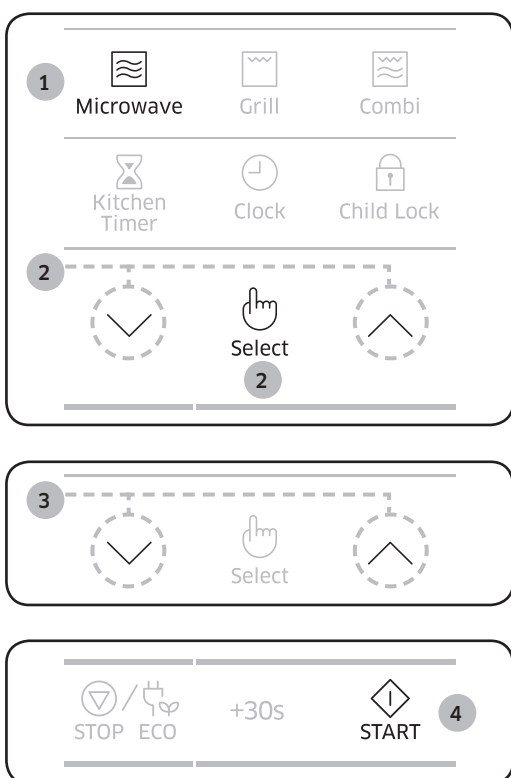 1
Microwave Grill Combi
Kitchen
Timer
Clock Child Lock
2
Select
2
3
Select
STOP ECO +30s START 4